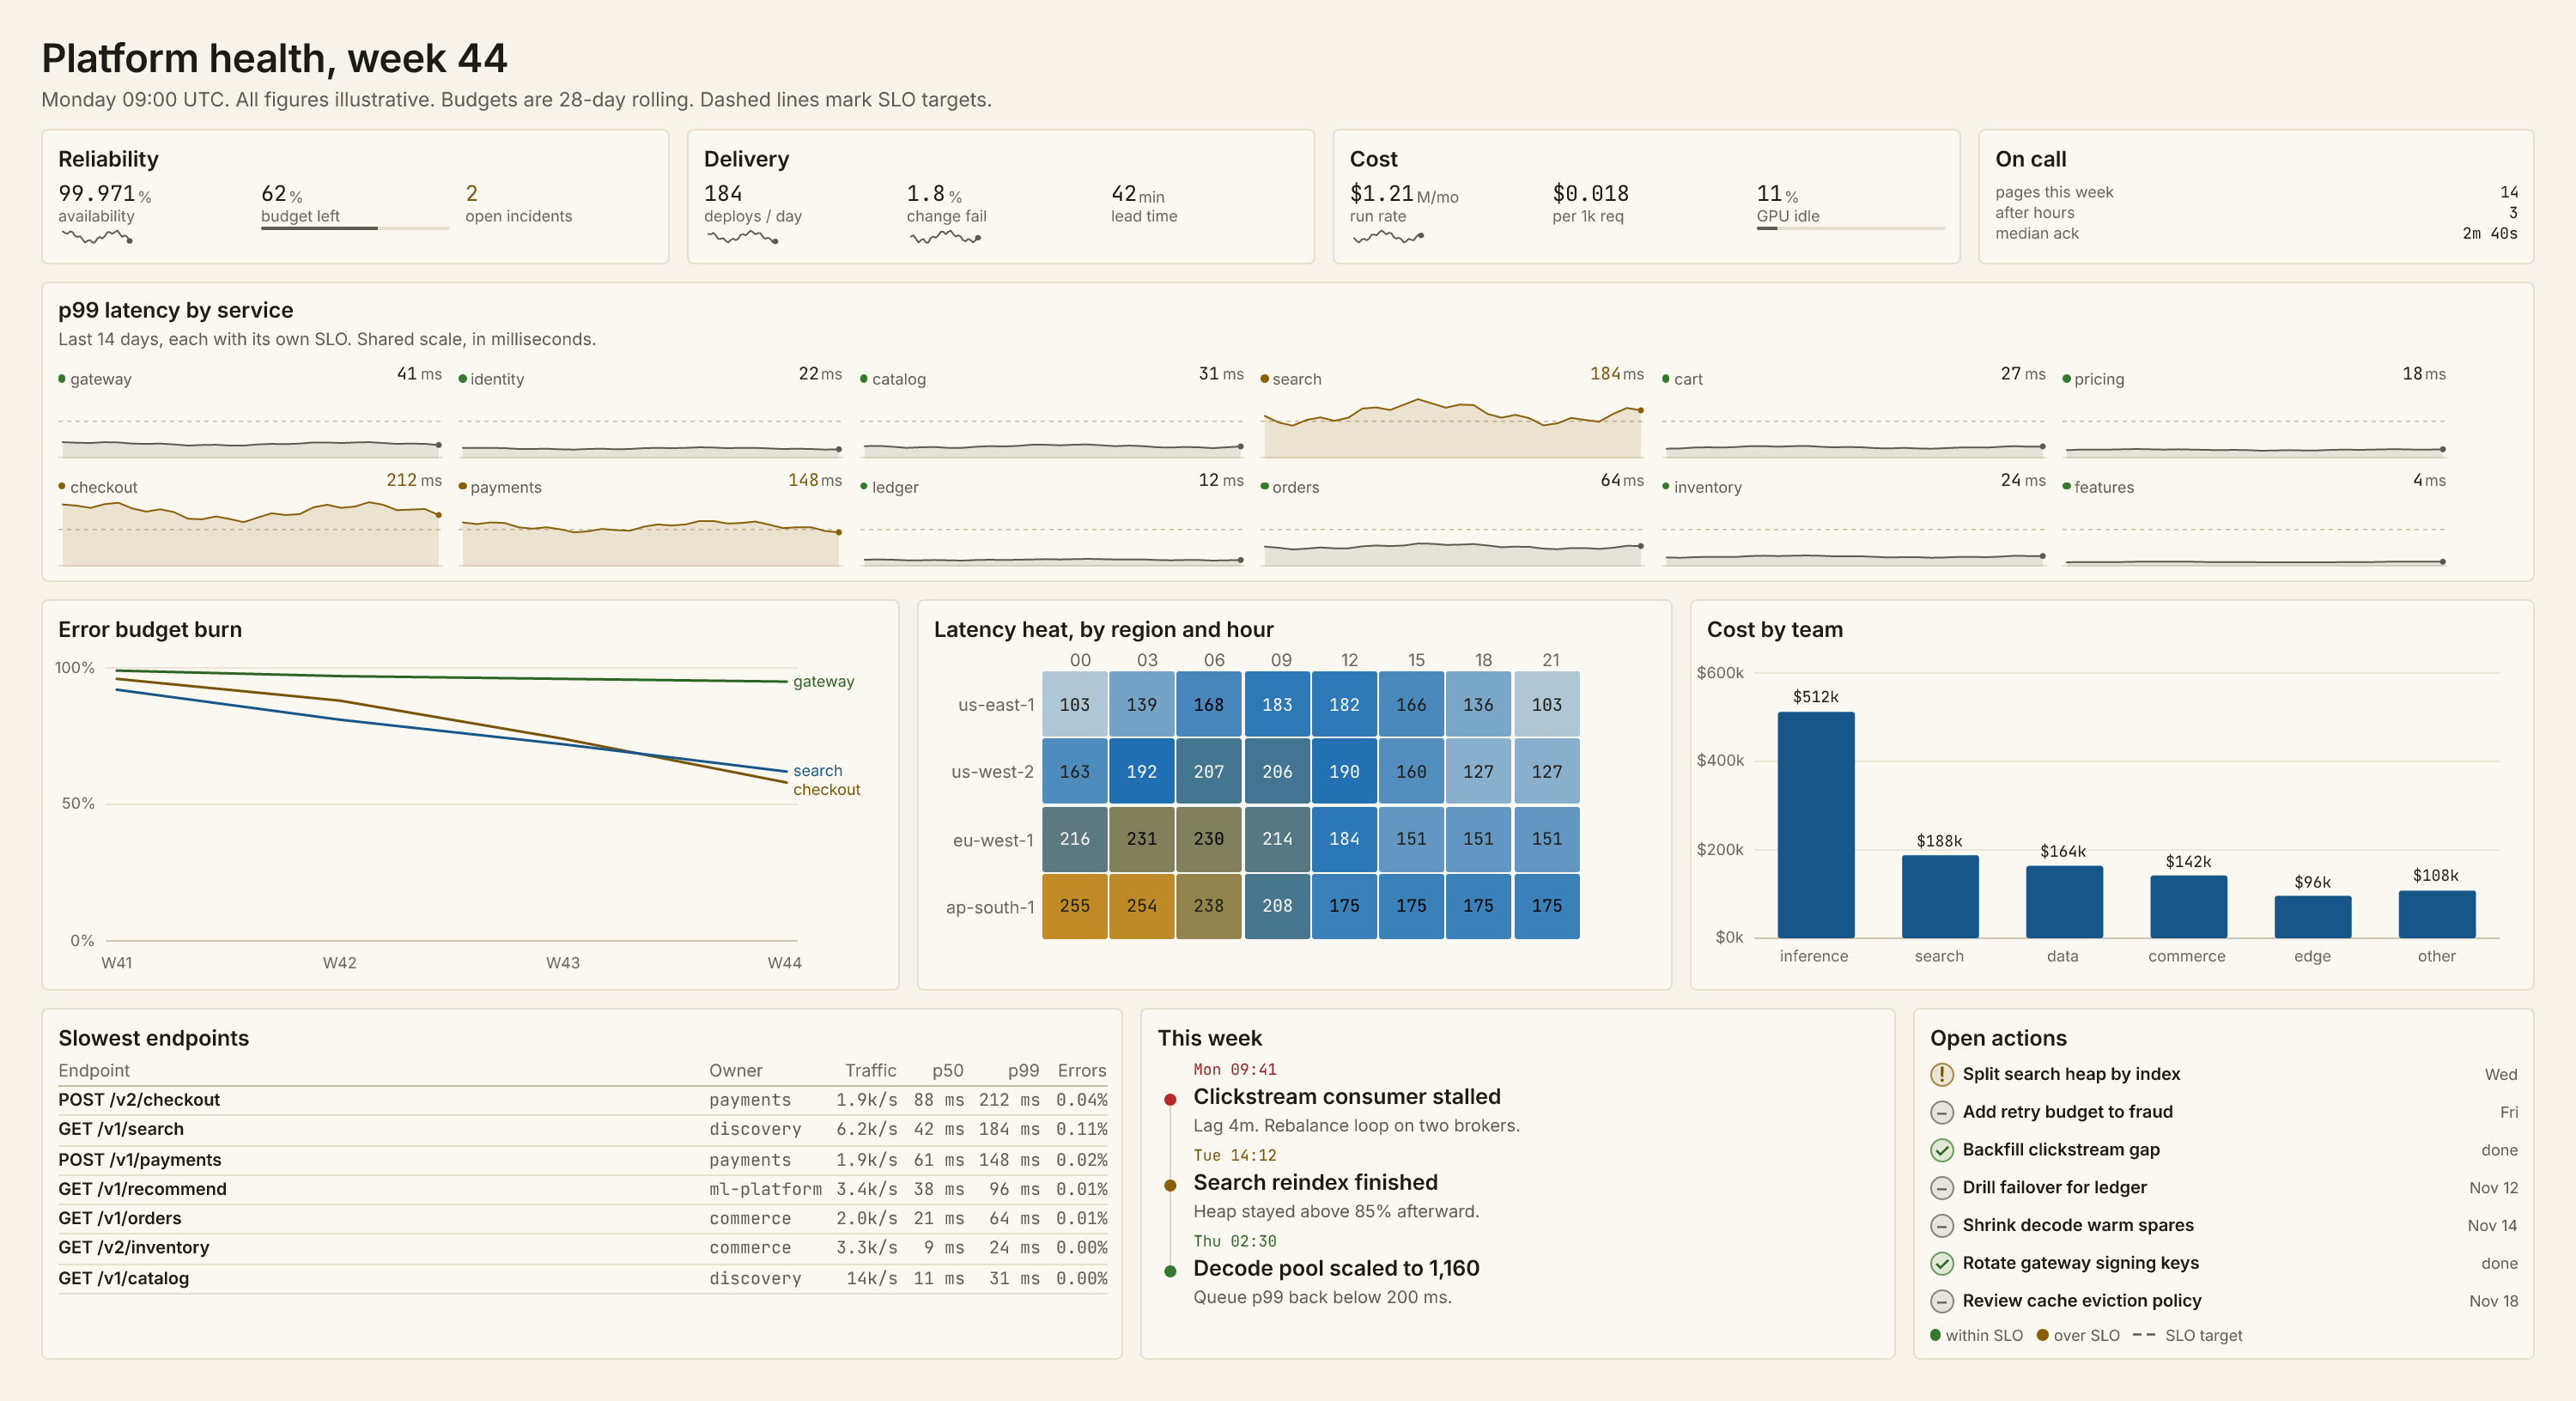 Platform health, week 44
Monday 09:00 UTC. All figures illustrative. Budgets are 28-day rolling. Dashed lines mark SLO targets.
Reliability
99.971%
availability
62%
budget left
2
open incidents
Delivery
184
deploys / day
1.8%
change fail
42min
lead time
Cost
$1.21M/mo
run rate
$0.018
per 1k req
11%
GPU idle
On call
pages this week 14
after hours 3
median ack 2m 40s
p99 latency by service
Last 14 days, each with its own SLO. Shared scale, in milliseconds.
gateway 41 ms
identity 22 ms
catalog 31 ms
search 184 ms
cart 27 ms
pricing 18 ms
checkout 212 ms
payments 148 ms
ledger 12 ms
orders 64 ms
inventory 24 ms
features 4 ms
Error budget burn
100%
50%
0%
W41 W42 W43 W44
gateway
search
checkout
Latency heat, by region and hour
00 03 06 09 12 15 18 21
us-east-1 103 139 168 183 182 166 136 103
us-west-2 163 192 207 206 190 160 127 127
eu-west-1 216 231 230 214 184 151 151 151
ap-south-1 255 254 238 208 175 175 175 175
Cost by team
$600k
$400k
$200k
$0k
$512k
$188k
$164k
$142k
$96k
$108k
inference search data commerce edge other
Slowest endpoints
Endpoint Owner Traffic p50 p99 Errors
POST /v2/checkout payments 1.9k/s 88 ms 212 ms 0.04%
GET /v1/search discovery 6.2k/s 42 ms 184 ms 0.11%
POST /v1/payments payments 1.9k/s 61 ms 148 ms 0.02%
GET /v1/recommend ml-platform 3.4k/s 38 ms 96 ms 0.01%
GET /v1/orders commerce 2.0k/s 21 ms 64 ms 0.01%
GET /v2/inventory commerce 3.3k/s 9 ms 24 ms 0.00%
GET /v1/catalog discovery 14k/s 11 ms 31 ms 0.00%
This week
Mon 09:41
Clickstream consumer stalled
Lag 4m. Rebalance loop on two brokers.
Tue 14:12
Search reindex finished
Heap stayed above 85% afterward.
Thu 02:30
Decode pool scaled to 1,160
Queue p99 back below 200 ms.
Open actions
Split search heap by index Wed
Add retry budget to fraud Fri
Backfill clickstream gap done
Drill failover for ledger Nov 12
Shrink decode warm spares Nov 14
Rotate gateway signing keys done
Review cache eviction policy Nov 18
within SLO over SLO SLO target